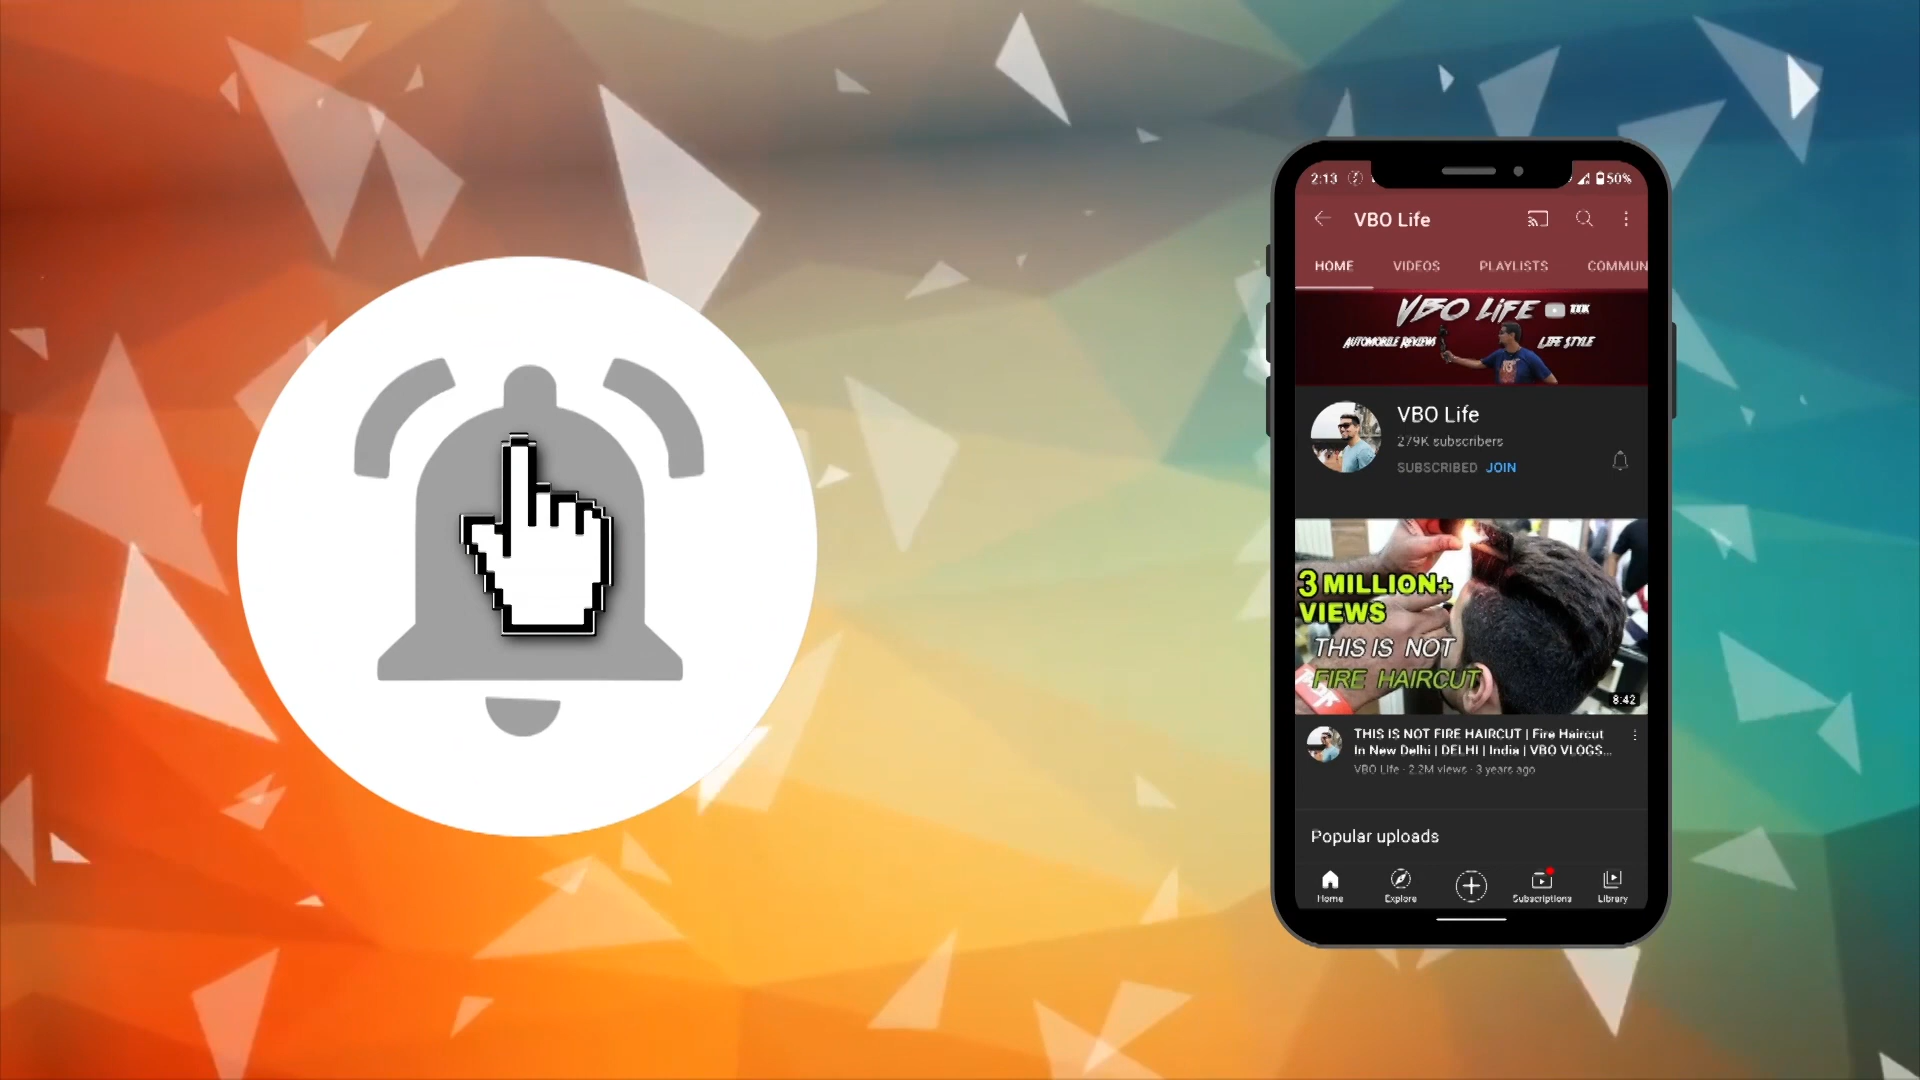 2:13
50%
VBO Life
HOME VIDEOS PLAYLISTS COMMUN
VBO LiFE
AUTOMOBILE REVIEWS LIFE STYLE
VBO Life
279K subscribers
SUBSCRIBED JOIN
3 MILLION+
VIEWS
THIS IS NOT
FIRE HAIRCUT
8:42
THIS IS NOT FIRE HAIRCUT | Fire Haircut
In New Delhi | DELHI | India | VBO VLOGS...
VBO Life · 2.2M views · 3 years ago
Popular uploads
Home Explore Subscriptions Library